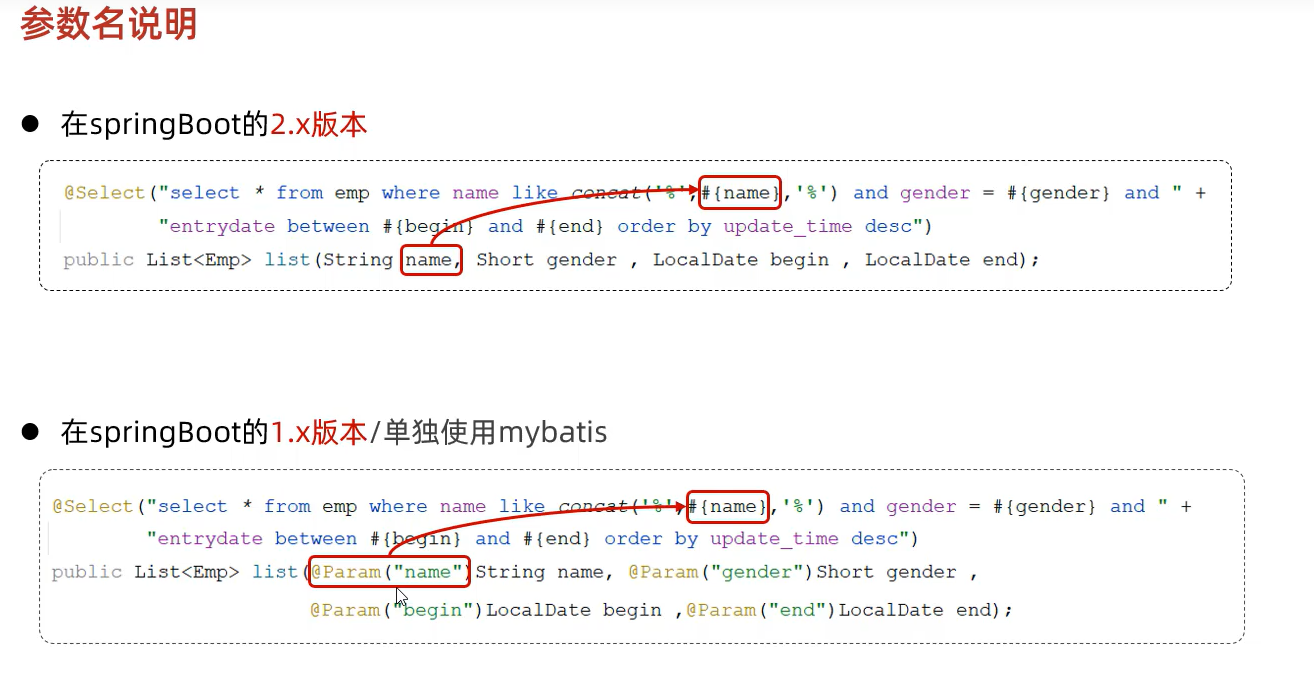 参数名说明
● 在springBoot的2.x版本
@Select("select * from emp where name like concat('%',#{name},'%') and gender = #{gender} and " +
"entrydate between #{begin} and #{end} order by update_time desc")
public List<Emp> list(String name, Short gender , LocalDate begin , LocalDate end);
● 在springBoot的1.x版本/单独使用mybatis
@Select("select * from emp where name like concat('%',#{name},'%') and gender = #{gender} and " +
"entrydate between #{begin} and #{end} order by update_time desc")
public List<Emp> list(@Param("name")String name, @Param("gender")Short gender ,
@Param("begin")LocalDate begin ,@Param("end")LocalDate end);